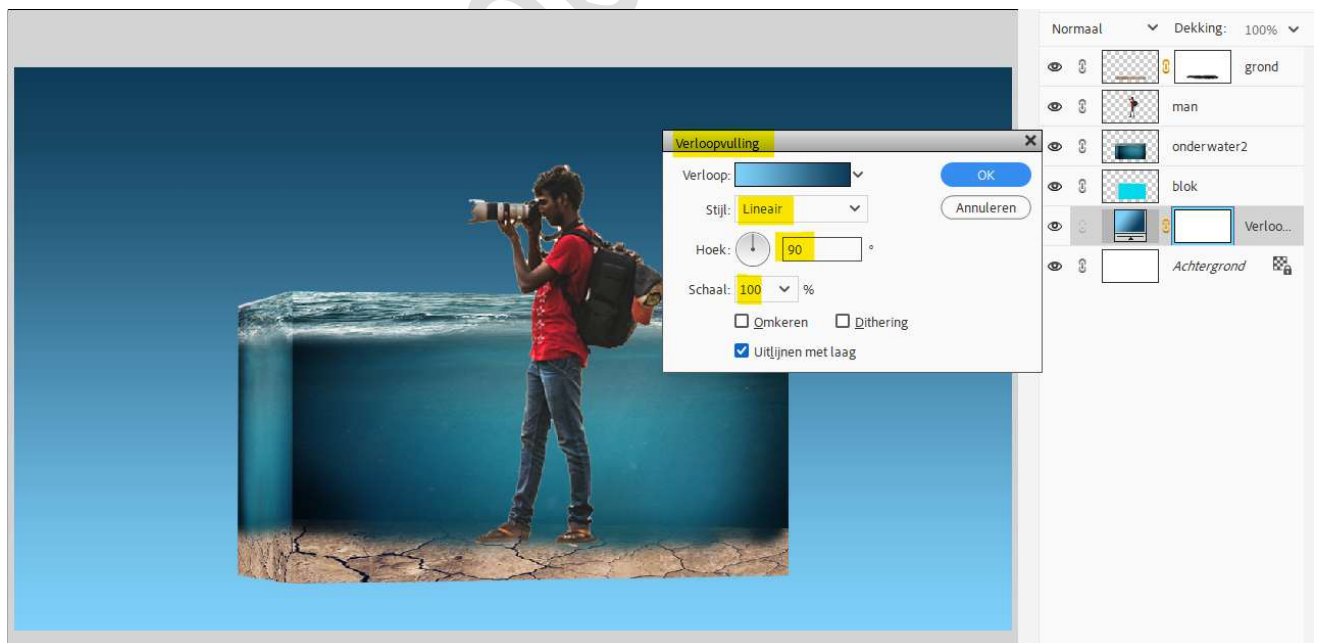 Normaal Dekking: 100%
grond
man
onderwater2
blok
Verloo...
Achtergrond
Verloopvulling
Verloop: OK
Stijl: Lineair Annuleren
Hoek: 90 °
Schaal: 100 %
Omkeren Dithering
Uitlijnen met laag